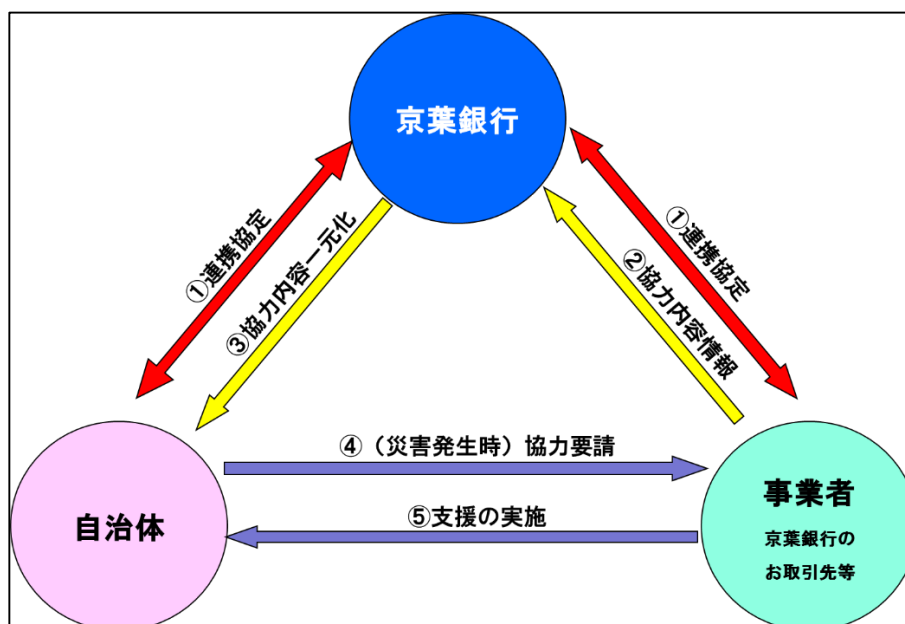 京葉銀行
①連携協定
③協力内容一元化
①連携協定
②協力内容情報
④（災害発生時）協力要請
⑤支援の実施
自治体
事業者
京葉銀行の
お取引先等